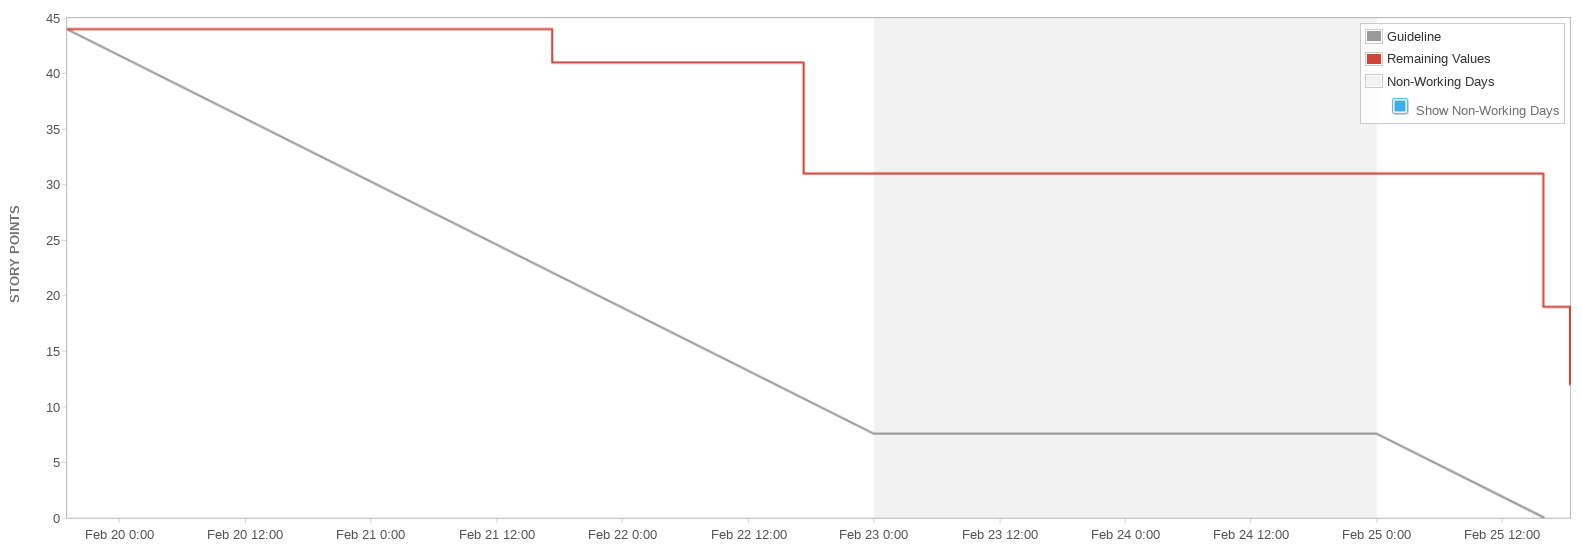 45
40
35
30
25
20
15
10
5
0
STORY POINTS
Guideline
Remaining Values
Non-Working Days
Show Non-Working Days
Feb 20 0:00 Feb 20 12:00 Feb 21 0:00 Feb 21 12:00 Feb 22 0:00 Feb 22 12:00 Feb 23 0:00 Feb 23 12:00 Feb 24 0:00 Feb 24 12:00 Feb 25 0:00 Feb 25 12:00